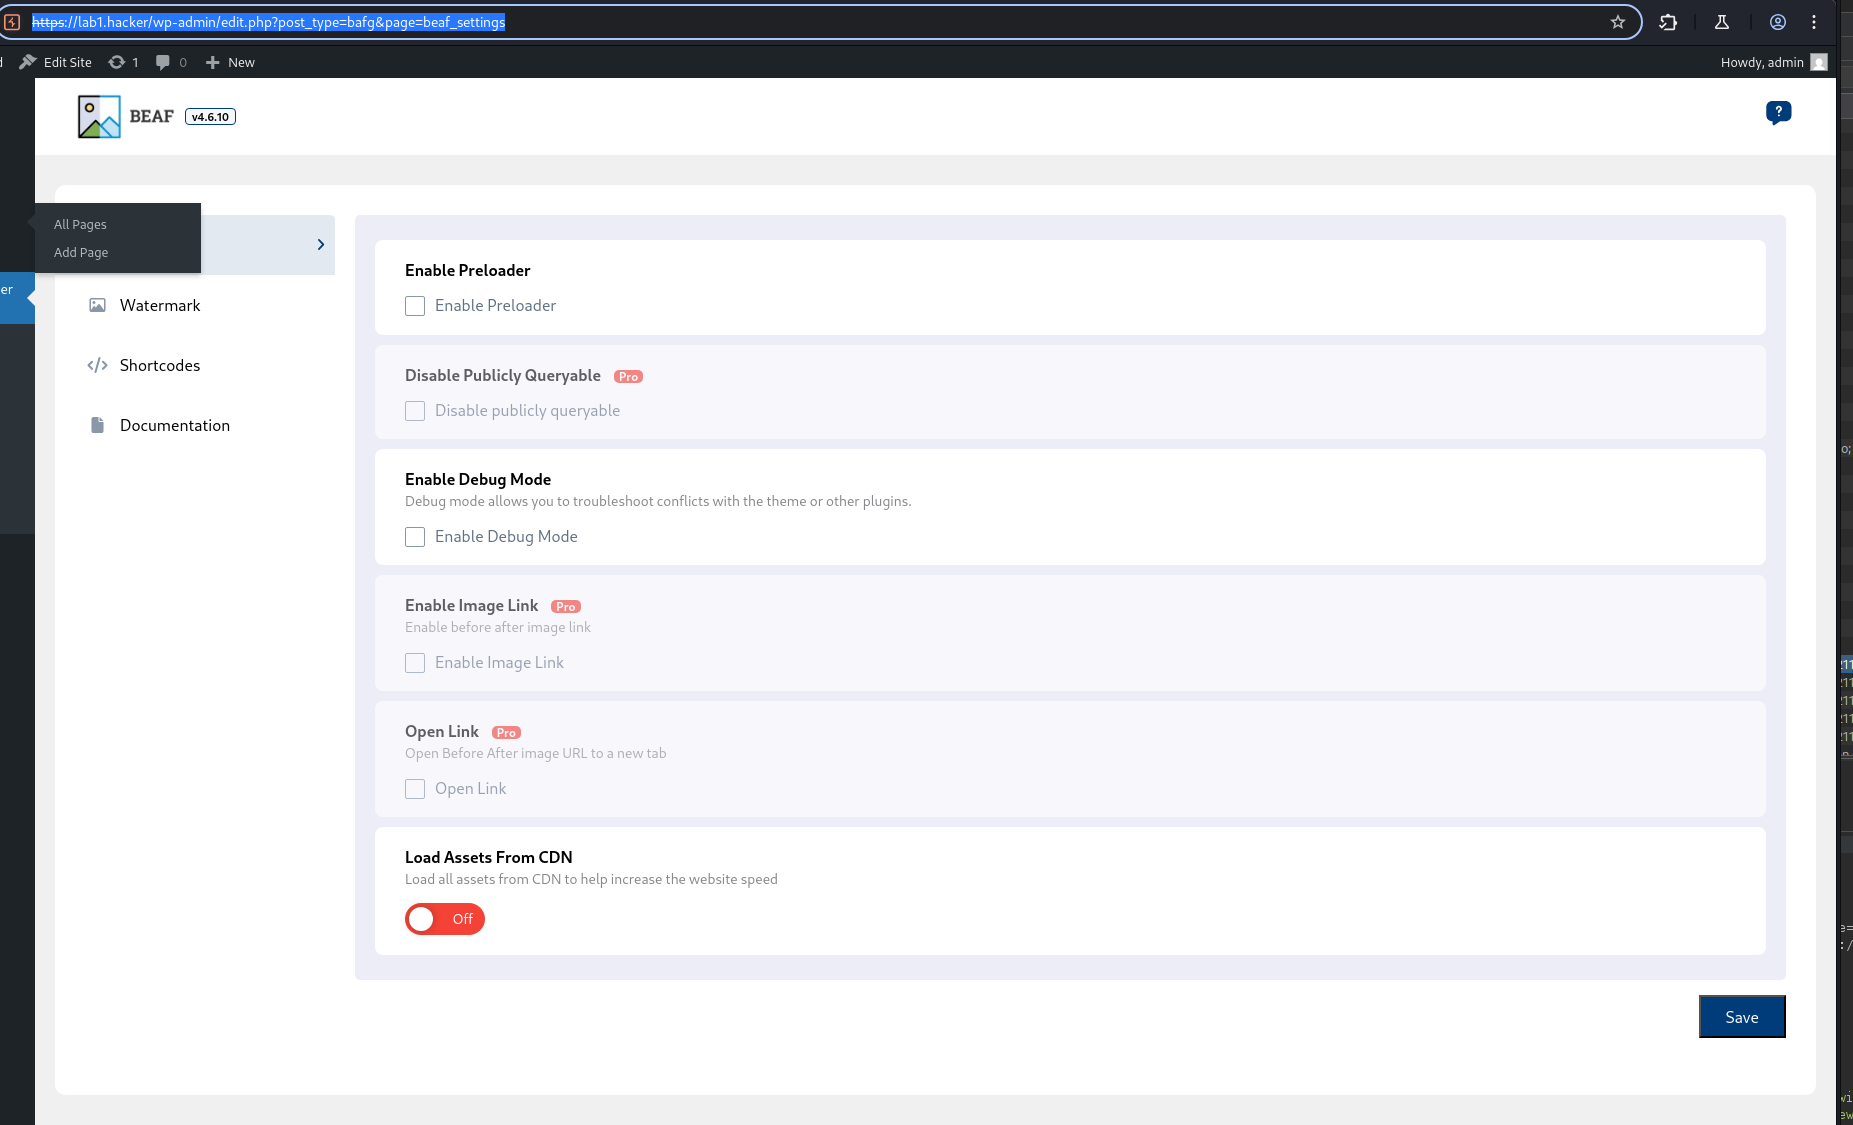 https://lab1.hacker/wp-admin/edit.php?post_type=bafg&page=beaf_settings
Edit Site 1 0 New Howdy, admin
BEAF v4.6.10
?
All Pages
Add Page
er
Watermark
Shortcodes
Documentation
Enable Preloader
Enable Preloader
Disable Publicly Queryable Pro
Disable publicly queryable
Enable Debug Mode
Debug mode allows you to troubleshoot conflicts with the theme or other plugins.
Enable Debug Mode
Enable Image Link Pro
Enable before after image link
Enable Image Link
Open Link Pro
Open Before After image URL to a new tab
Open Link
Load Assets From CDN
Load all assets from CDN to help increase the website speed
Off
Save